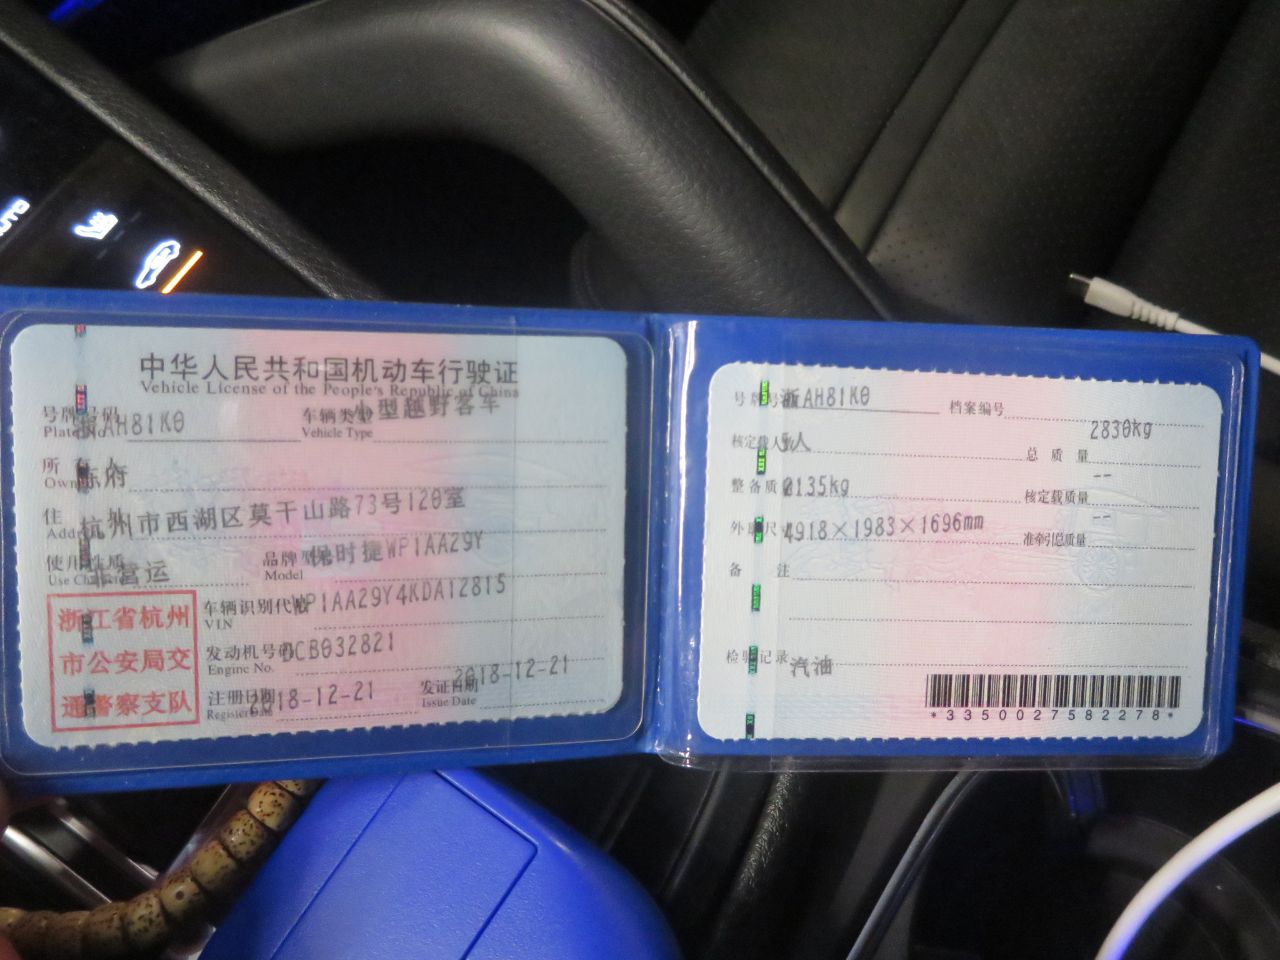 AUTO
中华人民共和国机动车行驶证
Vehicle License of the People's Republic of China
号牌号码 浙AH81K0 车辆类型 小型越野客车
Plate No. Vehicle Type
所有人 陈府
Owner
住址 杭州市西湖区莫干山路73号120室
Address
使用性质 非营运 品牌型号 保时捷WP1AA29Y
Use Character Model
浙江省杭州
市公安局交
通警察支队
车辆识别代号 WP1AA29Y4KDA12815
VIN
发动机号码 DCB032821
Engine No.
注册日期 2018-12-21 发证日期 2018-12-21
Register Date Issue Date
号牌号码 浙AH81K0 档案编号
核定载人数 5人 总质量 2830kg
整备质量 2135kg 核定载质量 --
外廓尺寸 4918×1983×1696mm 准牵引总质量 --
备注
检验记录 汽油
*3350027582278*